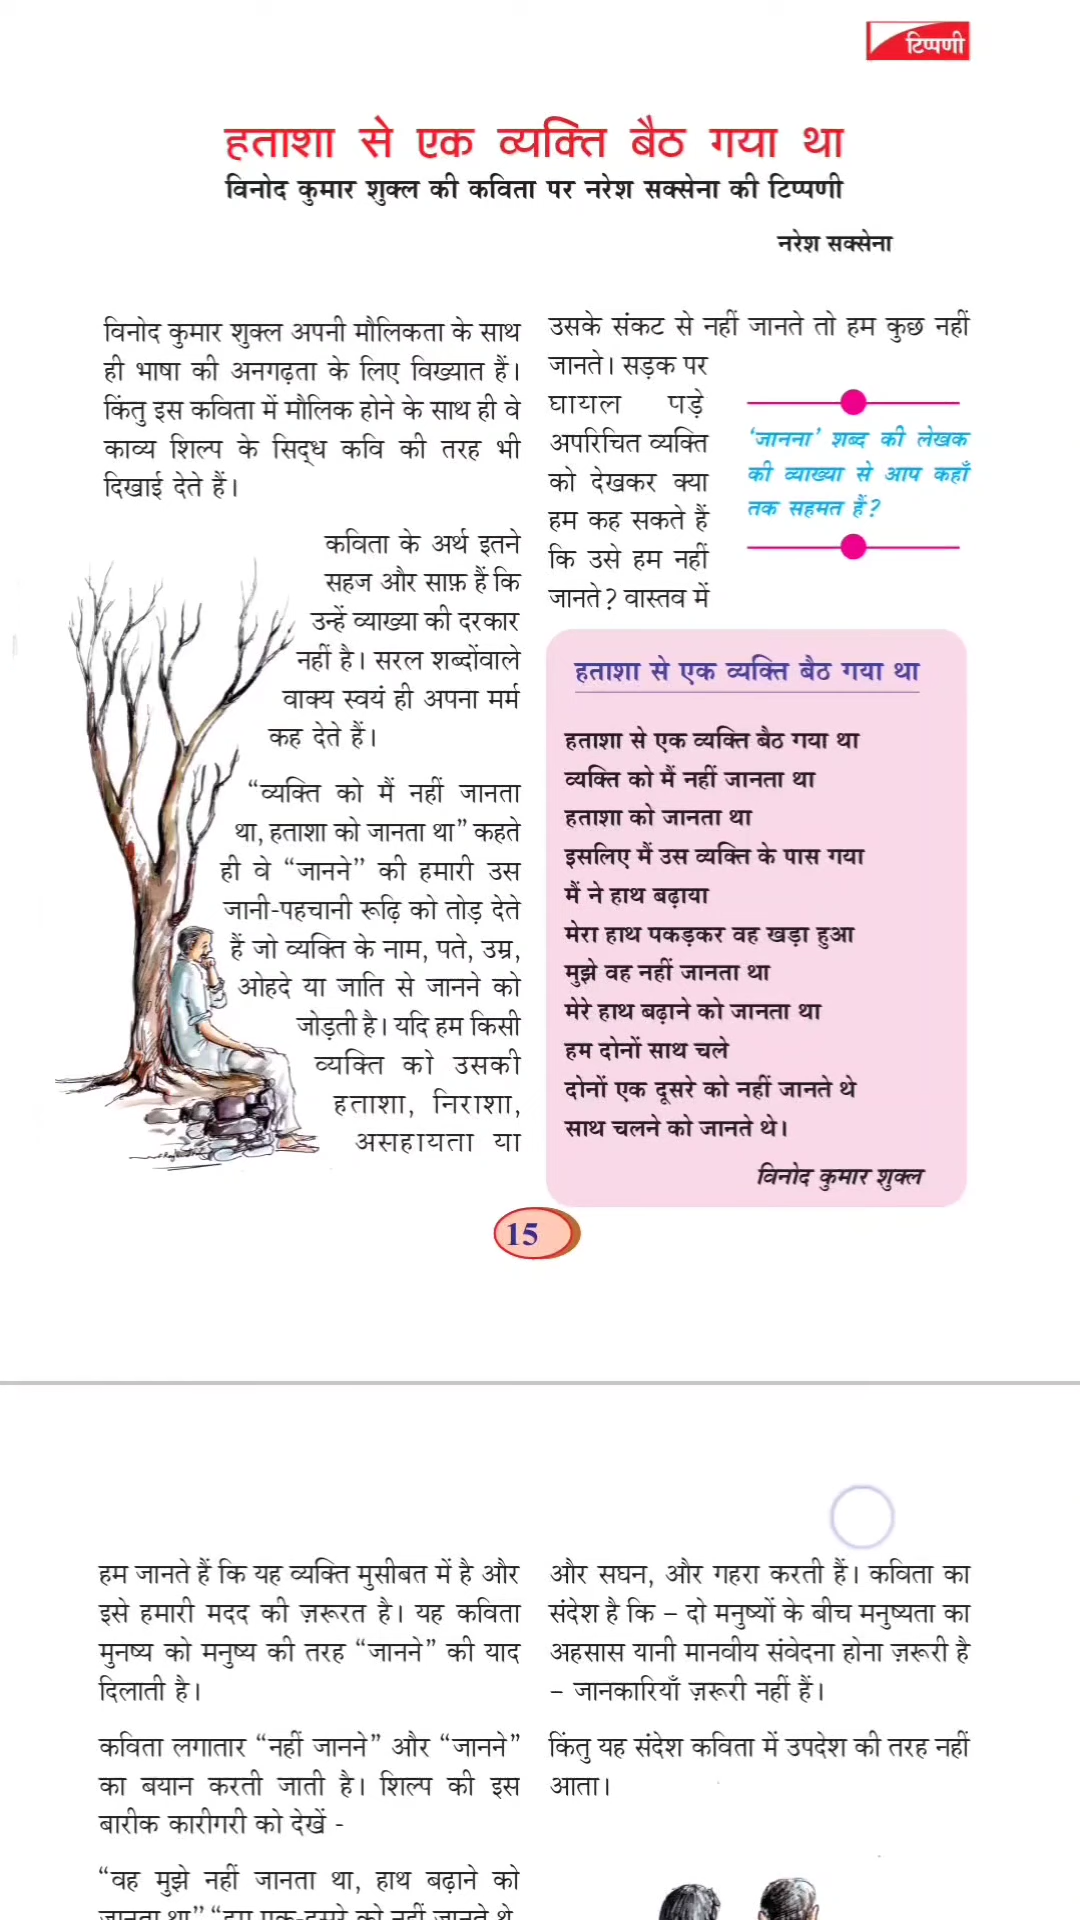 टिप्पणी
हताशा से एक व्यक्ति बैठ गया था
विनोद कुमार शुक्ल की कविता पर नरेश सक्सेना की टिप्पणी
नरेश सक्सेना
विनोद कुमार शुक्ल अपनी मौलिकता के साथ
ही भाषा की अनगढ़ता के लिए विख्यात हैं।
किंतु इस कविता में मौलिक होने के साथ ही वे
काव्य शिल्प के सिद्ध कवि की तरह भी
दिखाई देते हैं।
कविता के अर्थ इतने
सहज और साफ़ हैं कि
उन्हें व्याख्या की दरकार
नहीं है। सरल शब्दोंवाले
वाक्य स्वयं ही अपना मर्म
कह देते हैं।
“व्यक्ति को मैं नहीं जानता
था, हताशा को जानता था” कहते
ही वे “जानने” की हमारी उस
जानी-पहचानी रूढ़ि को तोड़ देते
हैं जो व्यक्ति के नाम, पते, उम्र,
ओहदे या जाति से जानने को
जोड़ती है। यदि हम किसी
व्यक्ति को उसकी
हताशा, निराशा,
असहायता या
उसके संकट से नहीं जानते तो हम कुछ नहीं
जानते। सड़क पर
घायल पड़े
अपरिचित व्यक्ति
को देखकर क्या
हम कह सकते हैं
कि उसे हम नहीं
जानते? वास्तव में
‘जानना’ शब्द की लेखक
की व्याख्या से आप कहाँ
तक सहमत हैं?
हताशा से एक व्यक्ति बैठ गया था
हताशा से एक व्यक्ति बैठ गया था
व्यक्ति को मैं नहीं जानता था
हताशा को जानता था
इसलिए मैं उस व्यक्ति के पास गया
मैं ने हाथ बढ़ाया
मेरा हाथ पकड़कर वह खड़ा हुआ
मुझे वह नहीं जानता था
मेरे हाथ बढ़ाने को जानता था
हम दोनों साथ चले
दोनों एक दूसरे को नहीं जानते थे
साथ चलने को जानते थे।
विनोद कुमार शुक्ल
15
हम जानते हैं कि यह व्यक्ति मुसीबत में है और
इसे हमारी मदद की ज़रूरत है। यह कविता
मुनष्य को मनुष्य की तरह “जानने” की याद
दिलाती है।
कविता लगातार “नहीं जानने” और “जानने”
का बयान करती जाती है। शिल्प की इस
बारीक कारीगरी को देखें -
“वह मुझे नहीं जानता था, हाथ बढ़ाने को
जानता था” “हम एक-दूसरे को नहीं जानते थे,
और सघन, और गहरा करती हैं। कविता का
संदेश है कि – दो मनुष्यों के बीच मनुष्यता का
अहसास यानी मानवीय संवेदना होना ज़रूरी है
– जानकारियाँ ज़रूरी नहीं हैं।
किंतु यह संदेश कविता में उपदेश की तरह नहीं
आता।